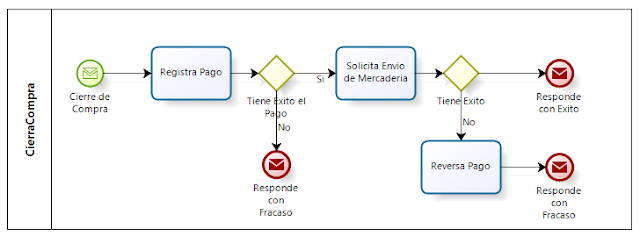 CierraCompra
Cierre de
Compra
Registra Pago
Tiene Exito el
Pago
Si
No
Responde
con
Fracaso
Solicita Envio
de Mercaderia
Tiene Exito
No
Responde
con Exito
Reversa Pago
Responde
con
Fracaso